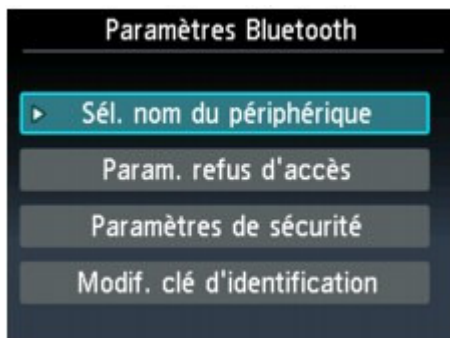 Paramètres Bluetooth
Sél. nom du périphérique
Param. refus d'accès
Paramètres de sécurité
Modif. clé d'identification